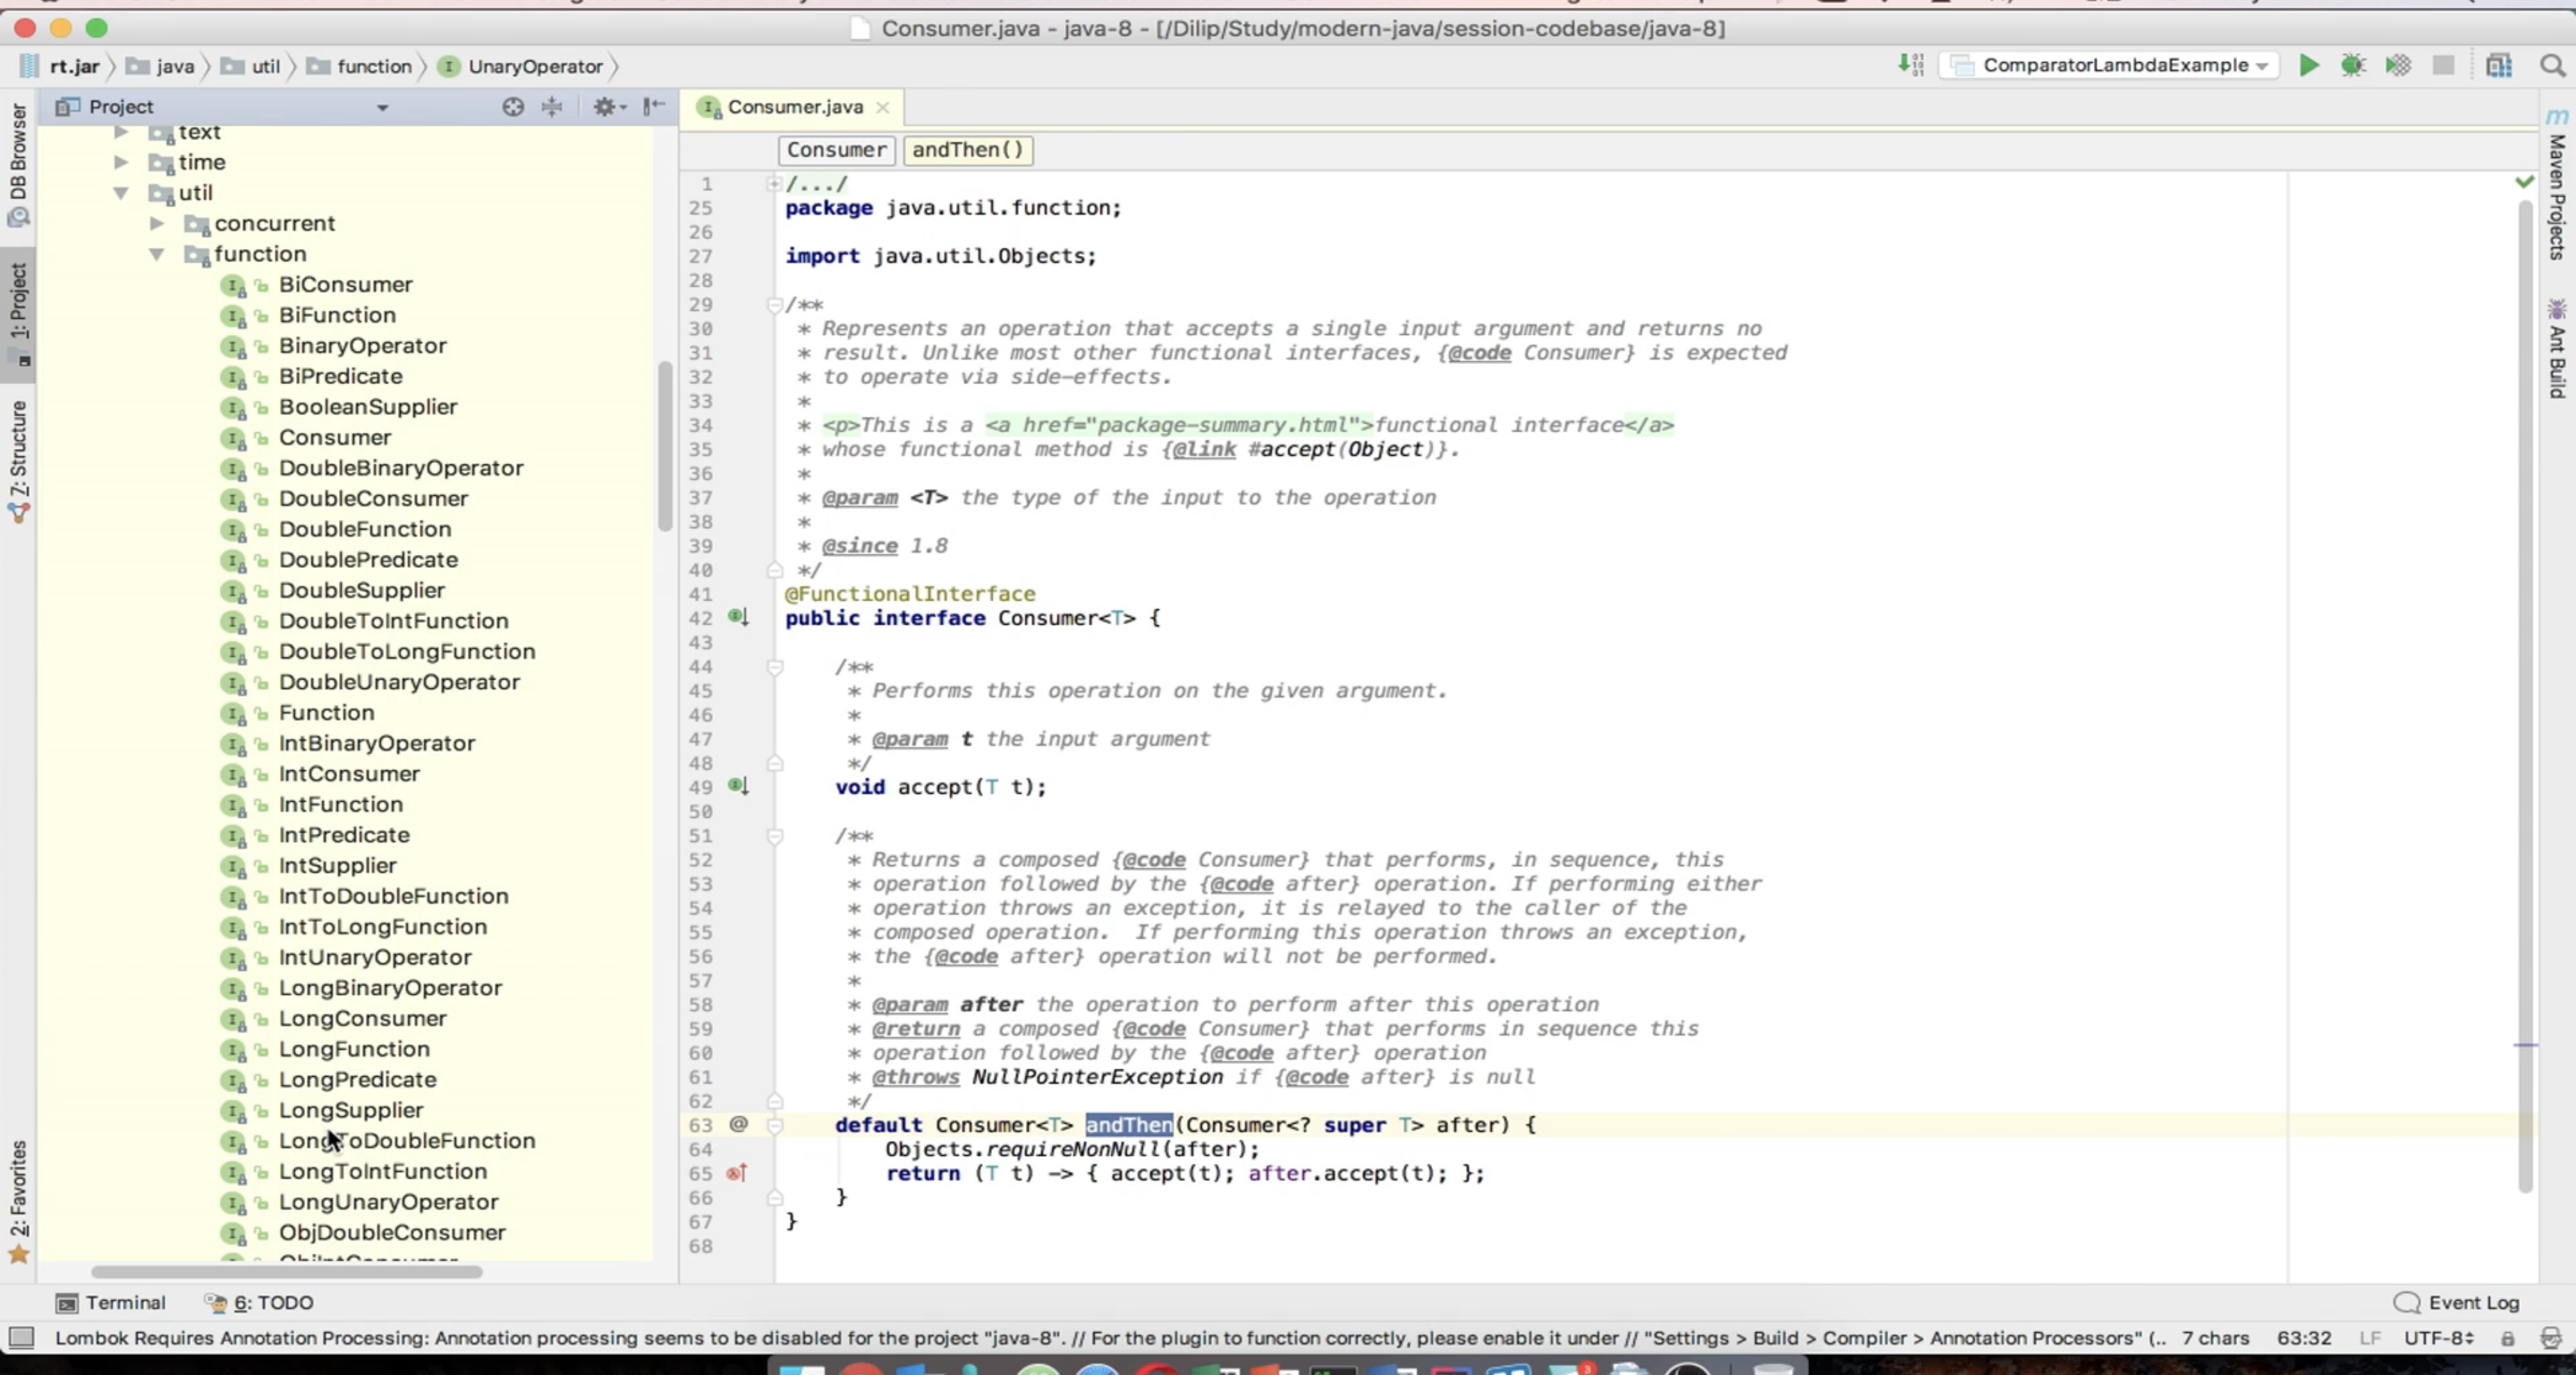 Consumer.java - java-8 - [/Dilip/Study/modern-java/session-codebase/java-8]
rt.jar java util function UnaryOperator
ComparatorLambdaExample
Project
Consumer.java
DB Browser
1: Project
7: Structure
2: Favorites
text
time
util
concurrent
function
BiConsumer
BiFunction
BinaryOperator
BiPredicate
BooleanSupplier
Consumer
DoubleBinaryOperator
DoubleConsumer
DoubleFunction
DoublePredicate
DoubleSupplier
DoubleToIntFunction
DoubleToLongFunction
DoubleUnaryOperator
Function
IntBinaryOperator
IntConsumer
IntFunction
IntPredicate
IntSupplier
IntToDoubleFunction
IntToLongFunction
IntUnaryOperator
LongBinaryOperator
LongConsumer
LongFunction
LongPredicate
LongSupplier
LongToDoubleFunction
LongToIntFunction
LongUnaryOperator
ObjDoubleConsumer
Consumer andThen()
1 /.../
25 package java.util.function;
26
27 import java.util.Objects;
28
29 /**
30 * Represents an operation that accepts a single input argument and returns no
31 * result. Unlike most other functional interfaces, {@code Consumer} is expected
32 * to operate via side-effects.
33 *
34 * <p>This is a <a href="package-summary.html">functional interface</a>
35 * whose functional method is {@link #accept(Object)}.
36 *
37 * @param <T> the type of the input to the operation
38 *
39 * @since 1.8
40 */
41 @FunctionalInterface
42 public interface Consumer<T> {
43
44 /**
45 * Performs this operation on the given argument.
46 *
47 * @param t the input argument
48 */
49 void accept(T t);
50
51 /**
52 * Returns a composed {@code Consumer} that performs, in sequence, this
53 * operation followed by the {@code after} operation. If performing either
54 * operation throws an exception, it is relayed to the caller of the
55 * composed operation.  If performing this operation throws an exception,
56 * the {@code after} operation will not be performed.
57 *
58 * @param after the operation to perform after this operation
59 * @return a composed {@code Consumer} that performs in sequence this
60 * operation followed by the {@code after} operation
61 * @throws NullPointerException if {@code after} is null
62 */
63 @ default Consumer<T> andThen(Consumer<? super T> after) {
64 Objects.requireNonNull(after);
65 return (T t) -> { accept(t); after.accept(t); };
66 }
67 }
68
Maven Projects
Ant Build
Terminal 6: TODO
Event Log
Lombok Requires Annotation Processing: Annotation processing seems to be disabled for the project "java-8". // For the plugin to function correctly, please enable it under // "Settings > Build > Compiler > Annotation Processors" (.. 7 chars 63:32 LF UTF-8
3